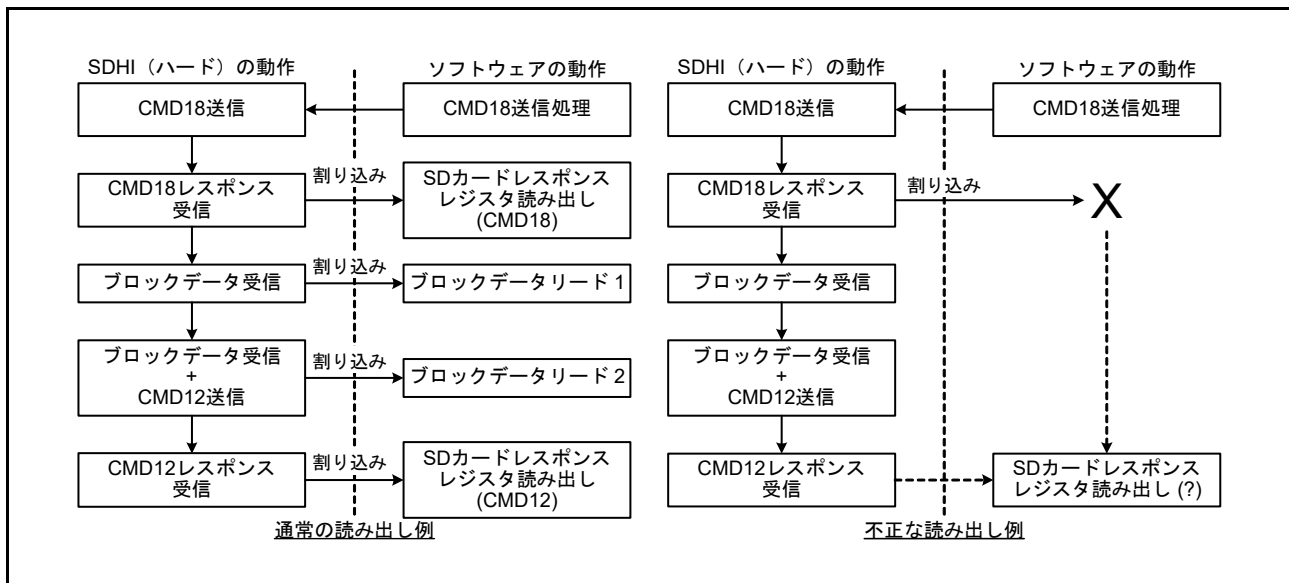 SDHI（ハード）の動作
ソフトウェアの動作
CMD18送信
CMD18送信処理
CMD18レスポンス
受信
割り込み
SDカードレスポンス
レジスタ読み出し
(CMD18)
ブロックデータ受信
割り込み
ブロックデータリード 1
ブロックデータ受信
+
CMD12送信
割り込み
ブロックデータリード 2
CMD12レスポンス
受信
割り込み
SDカードレスポンス
レジスタ読み出し
(CMD12)
通常の読み出し例
SDHI（ハード）の動作
ソフトウェアの動作
CMD18送信
CMD18送信処理
CMD18レスポンス
受信
割り込み
X
ブロックデータ受信
ブロックデータ受信
+
CMD12送信
CMD12レスポンス
受信
SDカードレスポンス
レジスタ読み出し (?)
不正な読み出し例